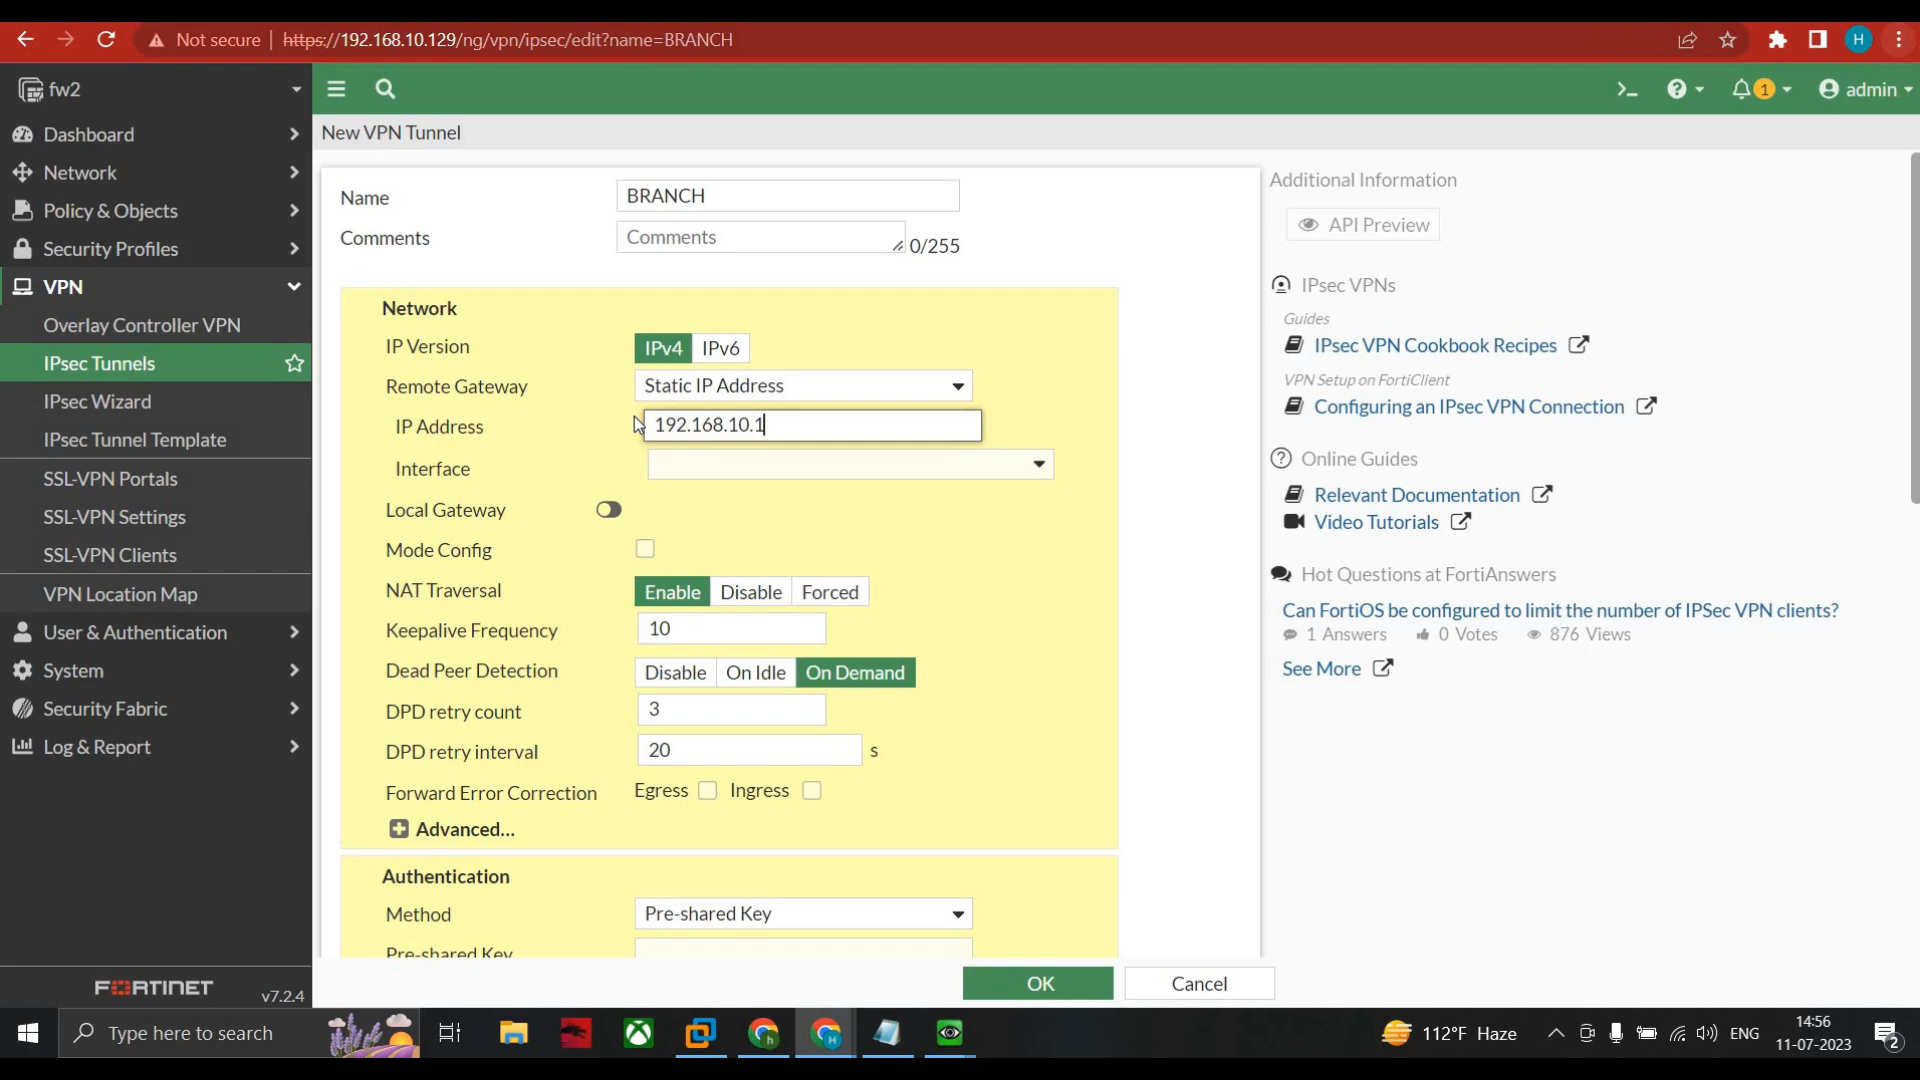 Not secure | https://192.168.10.129/ng/vpn/ipsec/edit?name=BRANCH
H
fw2
>_
1
admin
Dashboard
Network
Policy & Objects
Security Profiles
VPN
Overlay Controller VPN
IPsec Tunnels
IPsec Wizard
IPsec Tunnel Template
SSL-VPN Portals
SSL-VPN Settings
SSL-VPN Clients
VPN Location Map
User & Authentication
System
Security Fabric
Log & Report
FORTINET
v7.2.4
New VPN Tunnel
Name
BRANCH
Comments
Comments
0/255
Network
IP Version
IPv4 IPv6
Remote Gateway
Static IP Address
IP Address
192.168.10.1
Interface
Local Gateway
Mode Config
NAT Traversal
Enable Disable Forced
Keepalive Frequency
10
Dead Peer Detection
Disable On Idle On Demand
DPD retry count
3
DPD retry interval
20 s
Forward Error Correction
Egress Ingress
Advanced...
Authentication
Method
Pre-shared Key
Pre-shared Key
OK
Cancel
Additional Information
API Preview
IPsec VPNs
Guides
IPsec VPN Cookbook Recipes
VPN Setup on FortiClient
Configuring an IPsec VPN Connection
Online Guides
Relevant Documentation
Video Tutorials
Hot Questions at FortiAnswers
Can FortiOS be configured to limit the number of IPSec VPN clients?
1 Answers 0 Votes 876 Views
See More
Type here to search
h
H
112°F Haze
ENG
14:56
11-07-2023
2